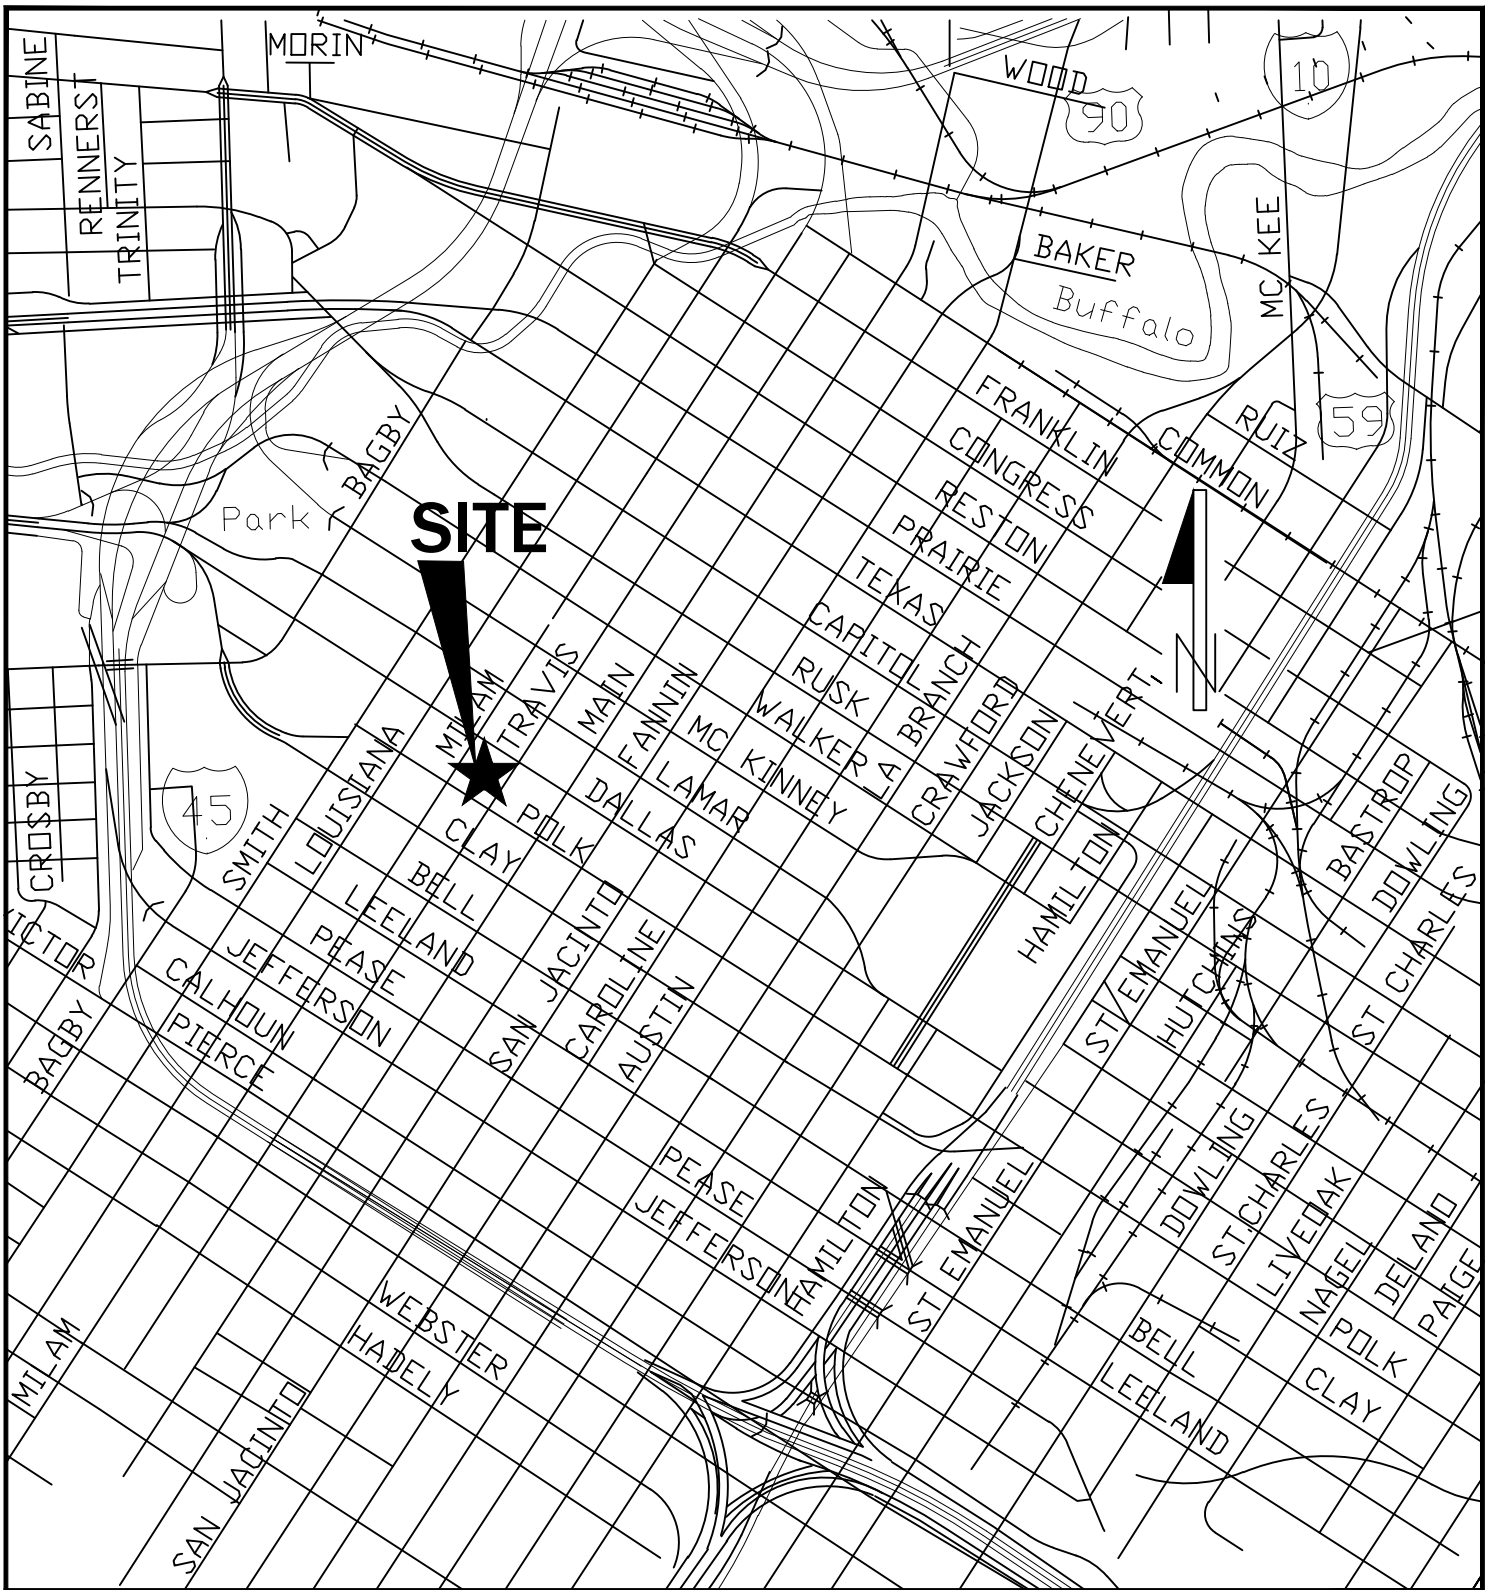 SABINE
RENNERST
TRINITY
MORIN
WOOD
90
10
BAKER
Buffalo
MC KEE
59
RUIZ
COMMON
FRANKLIN
CONGRESS
RESTON
PRAIRIE
TEXAS
CAPITOL
RUSK
WALKER
MC KINNEY
LAMAR
DALLAS
POLK
CLAY
BELL
LEELAND
PEASE
JEFFERSON
CALHOUN
PIERCE
BAGBY
Park
SITE
N
MILAM
TRAVIS
MAIN
FANNIN
LA BRANCH
CRAWFORD
JACKSON
CHENEVERT
HAMILTON
LOUISIANA
SMITH
45
CROSBY
VICTOR
BAGBY
SAN JACINTO
CAROLINE
AUSTIN
ST EMANUEL
HUTCHINS
BASTROP
DOWLING
ST CHARLES
PEASE
JEFFERSON
HAMILTON
ST EMANUEL
DOWLING
ST. CHARLES
LIVEOAK
NAGEL
DELANO
PAIGE
POLK
BELL
CLAY
LEELAND
WEBSTER
HADELY
MILAM
SAN JACINTO